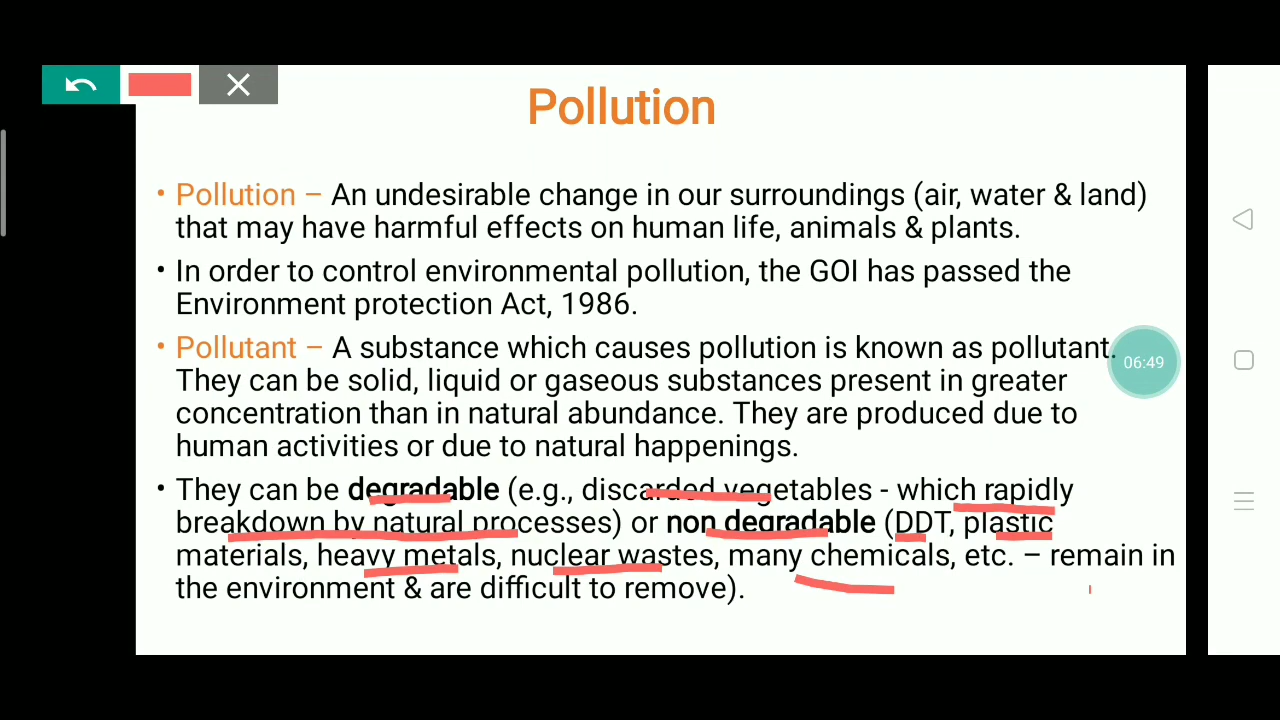 Pollution
• Pollution – An undesirable change in our surroundings (air, water & land)
that may have harmful effects on human life, animals & plants.
• In order to control environmental pollution, the GOI has passed the
Environment protection Act, 1986.
• Pollutant – A substance which causes pollution is known as pollutant.
They can be solid, liquid or gaseous substances present in greater
concentration than in natural abundance. They are produced due to
human activities or due to natural happenings.
• They can be degradable (e.g., discarded vegetables - which rapidly
breakdown by natural processes) or non degradable (DDT, plastic
materials, heavy metals, nuclear wastes, many chemicals, etc. – remain in
the environment & are difficult to remove).
06:49